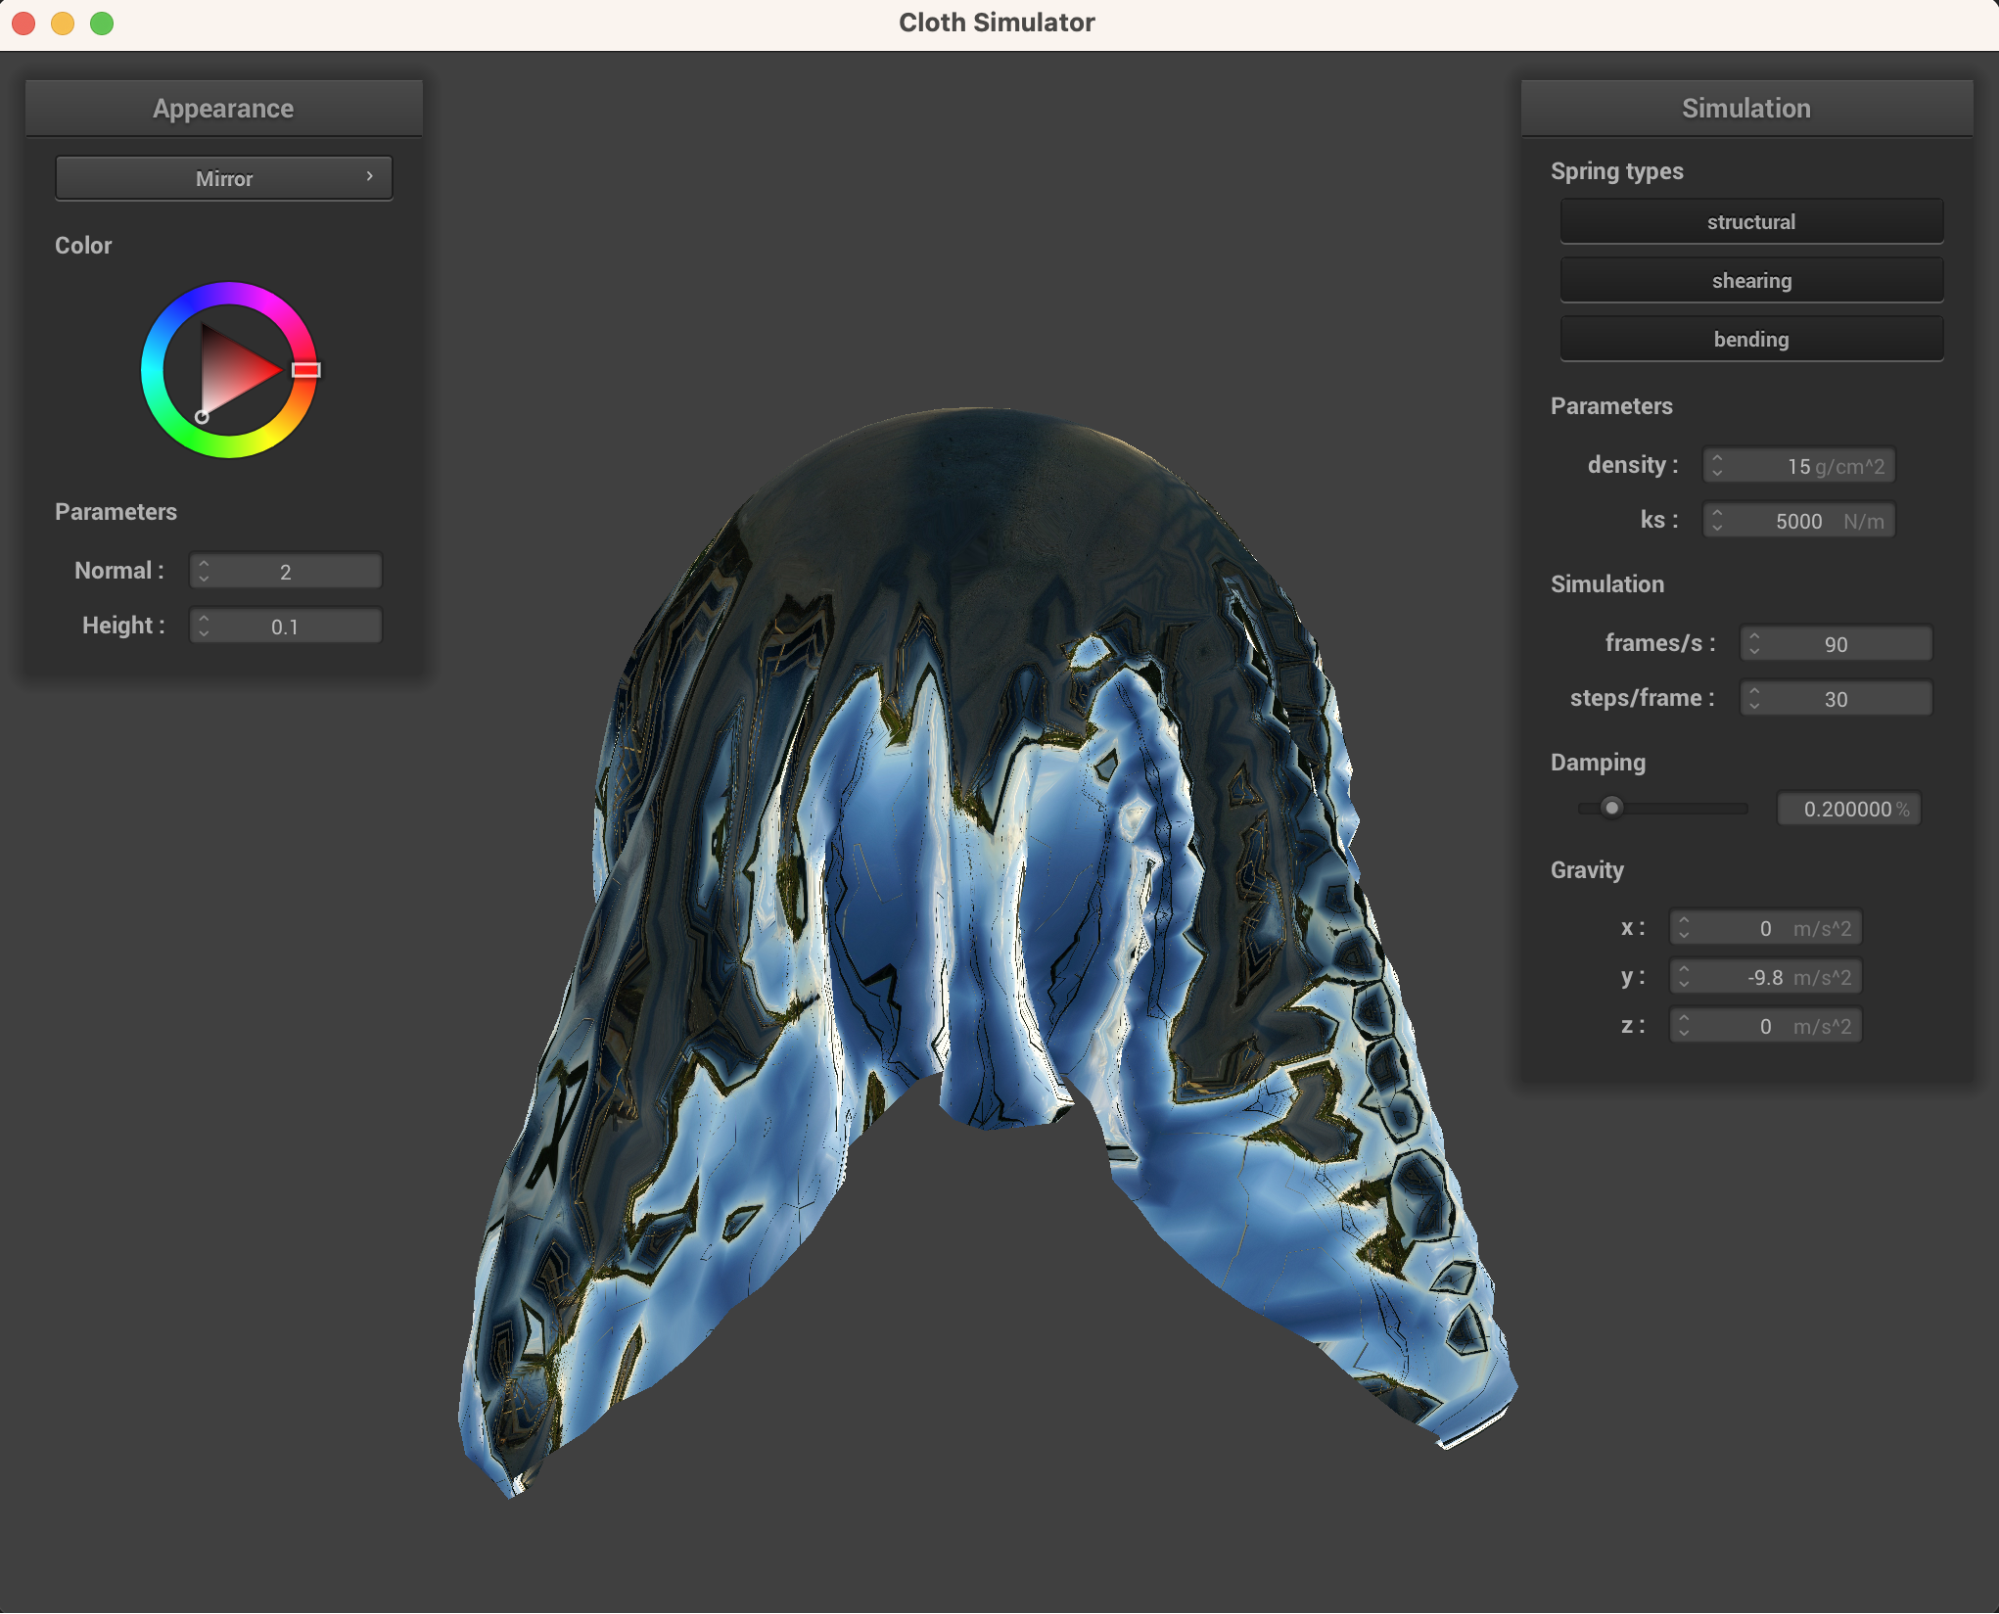 Cloth Simulator
Appearance
Mirror
Color
Parameters
Normal : 2
Height : 0.1
Simulation
Spring types
structural
shearing
bending
Parameters
density : 15 g/cm^2
ks : 5000 N/m
Simulation
frames/s : 90
steps/frame : 30
Damping
0.200000 %
Gravity
x : 0 m/s^2
y : -9.8 m/s^2
z : 0 m/s^2